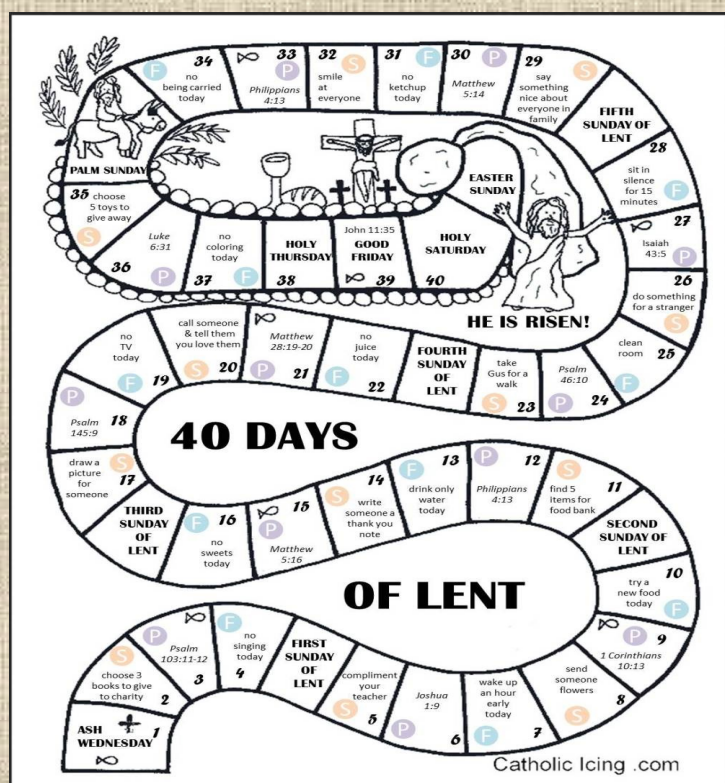 34
F
no
being carried
today
33
P
Philippians
4:13
32
S
smile
at
everyone
31
F
no
ketchup
today
30
P
Matthew
5:14
29
S
say
something
nice about
everyone in
family
FIFTH
SUNDAY OF
LENT
28
sit in
silence
for 15
minutes
F
27
Isaiah
43:5
P
26
do something
for a stranger
S
PALM SUNDAY
35
choose
5 toys to
give away
S
Luke
6:31
36
P
no
coloring
today
37
F
HOLY
THURSDAY
38
John 11:35
GOOD
FRIDAY
39
HOLY
SATURDAY
40
EASTER
SUNDAY
HE IS RISEN!
no
TV
today
F
19
call someone
& tell them
you love them
S
20
Matthew
28:19-20
P
21
no
juice
today
F
22
FOURTH
SUNDAY
OF
LENT
take
Gus for a
walk
S
23
Psalm
46:10
P
24
clean
room
25
F
P
Psalm
145:9
18
40 DAYS
draw a
picture
for
someone
S
17
THIRD
SUNDAY
OF
LENT
F
16
no
sweets
today
15
P
Matthew
5:16
14
S
write
someone a
thank you
note
13
F
drink only
water
today
P
12
Philippians
4:13
S
11
find 5
items for
food bank
SECOND
SUNDAY OF
LENT
10
try a
new food
today
F
OF LENT
P
9
1 Corinthians
10:13
send
someone
flowers
S
8
S
choose 3
books to give
to charity
2
P
Psalm
103:11-12
3
F
no
singing
today
4
FIRST
SUNDAY
OF
LENT
compliment
your
teacher
S
5
Joshua
1:9
P
6
wake up
an hour
early
today
F
7
ASH
WEDNESDAY
1
Catholic Icing .com